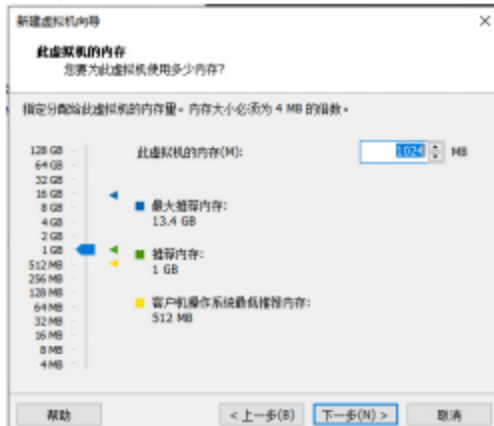 新建虚拟机向导
此虚拟机的内存
您要为此虚拟机使用多少内存?
指定分配给此虚拟机的内存量。内存大小必须为 4 MB 的倍数。
128 GB
64 GB
32 GB
16 GB
8 GB
4 GB
2 GB
1 GB
512 MB
256 MB
128 MB
64 MB
32 MB
16 MB
8 MB
4 MB
此虚拟机的内存(M):
1024 MB
最大推荐内存:
13.4 GB
推荐内存:
1 GB
客户机操作系统最低推荐内存:
512 MB
帮助
< 上一步(B)
下一步(N) >
取消